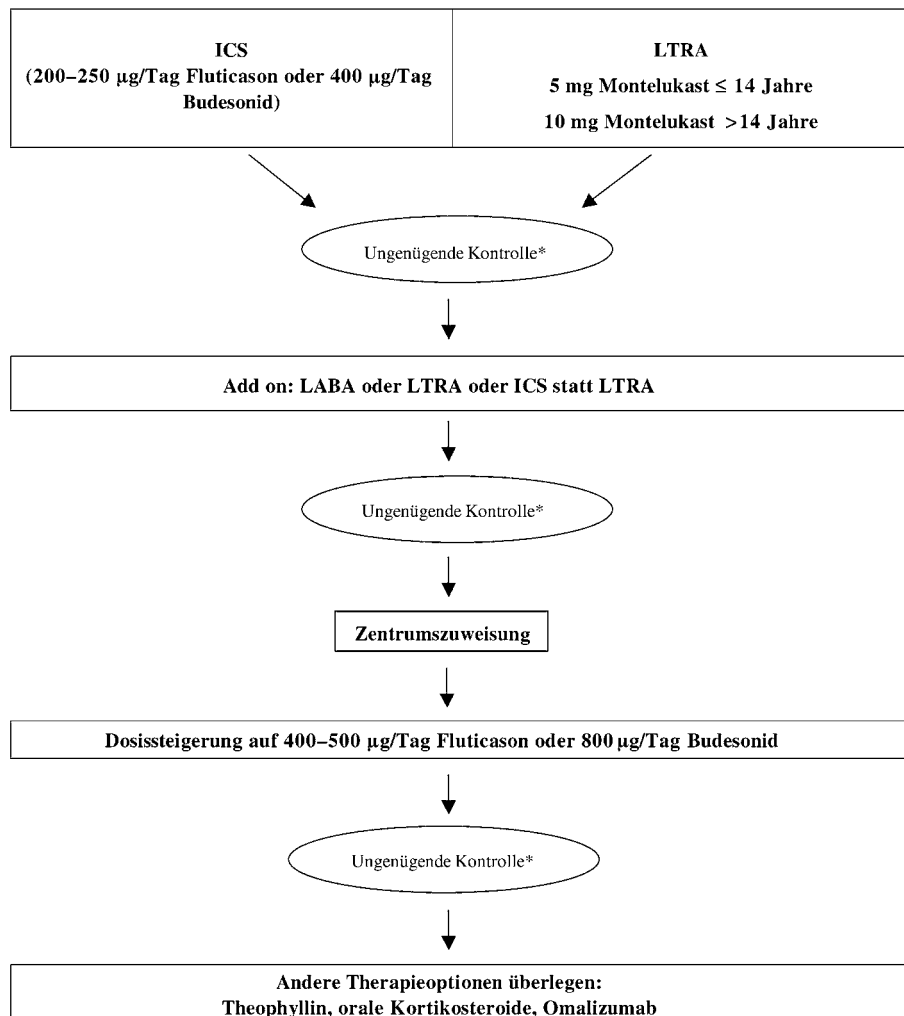 ICS
(200–250 µg/Tag Fluticason oder 400 µg/Tag
Budesonid)
LTRA
5 mg Montelukast ≤ 14 Jahre
10 mg Montelukast >14 Jahre
Ungenügende Kontrolle*
Add on: LABA oder LTRA oder ICS statt LTRA
Ungenügende Kontrolle*
Zentrumszuweisung
Dosissteigerung auf 400–500 µg/Tag Fluticason oder 800 µg/Tag Budesonid
Ungenügende Kontrolle*
Andere Therapieoptionen überlegen:
Theophyllin, orale Kortikosteroide, Omalizumab